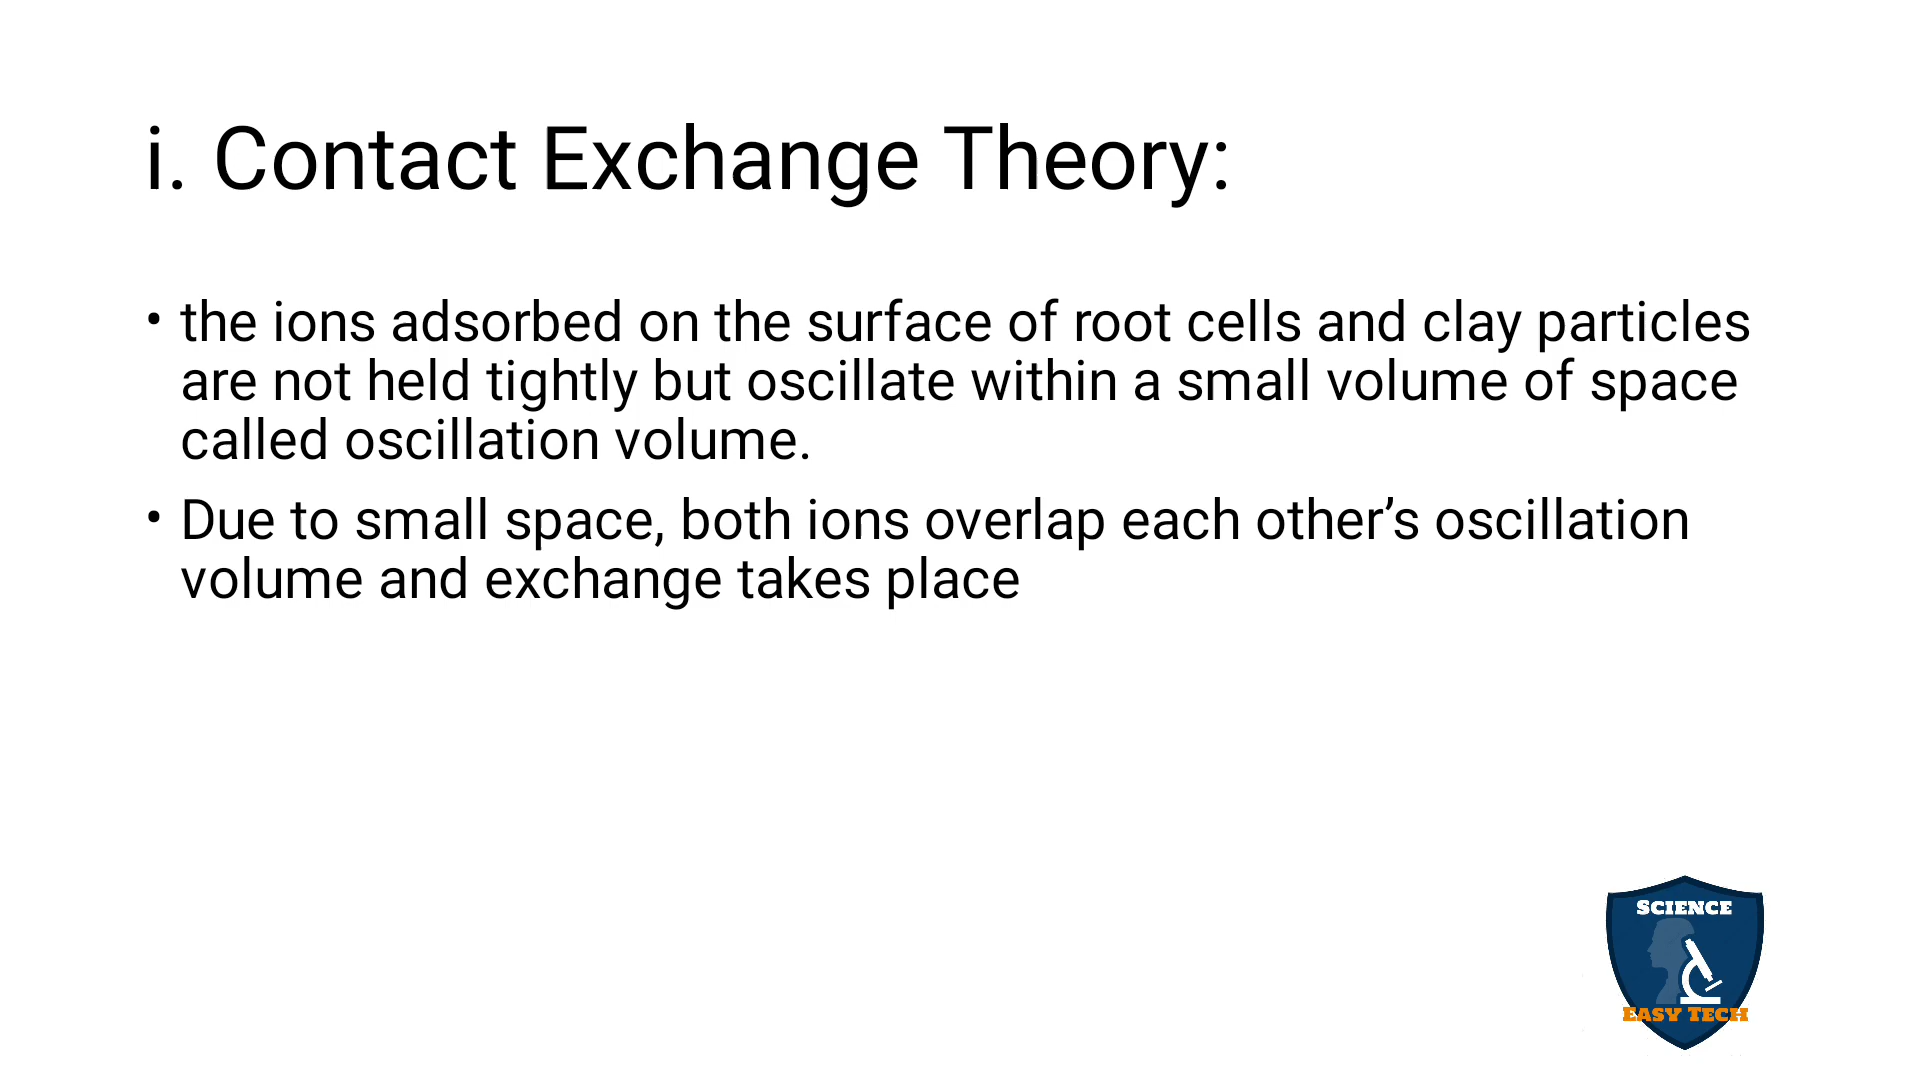 i. Contact Exchange Theory:
• the ions adsorbed on the surface of root cells and clay particles
are not held tightly but oscillate within a small volume of space
called oscillation volume.
• Due to small space, both ions overlap each other’s oscillation
volume and exchange takes place
SCIENCE
EASY TECH